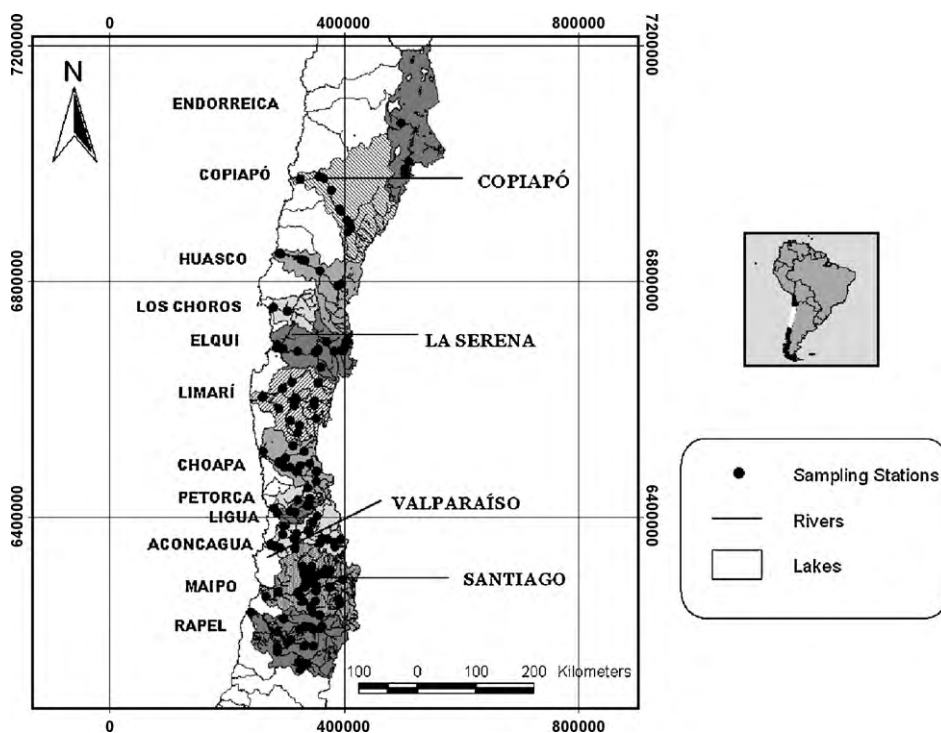 0 400000 800000
7200000 7200000
N
ENDORREICA
COPIAPÓ
COPIAPÓ
HUASCO
6800000 6800000
LOS CHOROS
ELQUI
LA SERENA
LIMARÍ
CHOAPA
PETORCA
VALPARAÍSO
LIGUA
6400000 6400000
ACONCAGUA
MAIPO
SANTIAGO
RAPEL
100 0 100 200 Kilometers
0 400000 800000
Sampling Stations
Rivers
Lakes